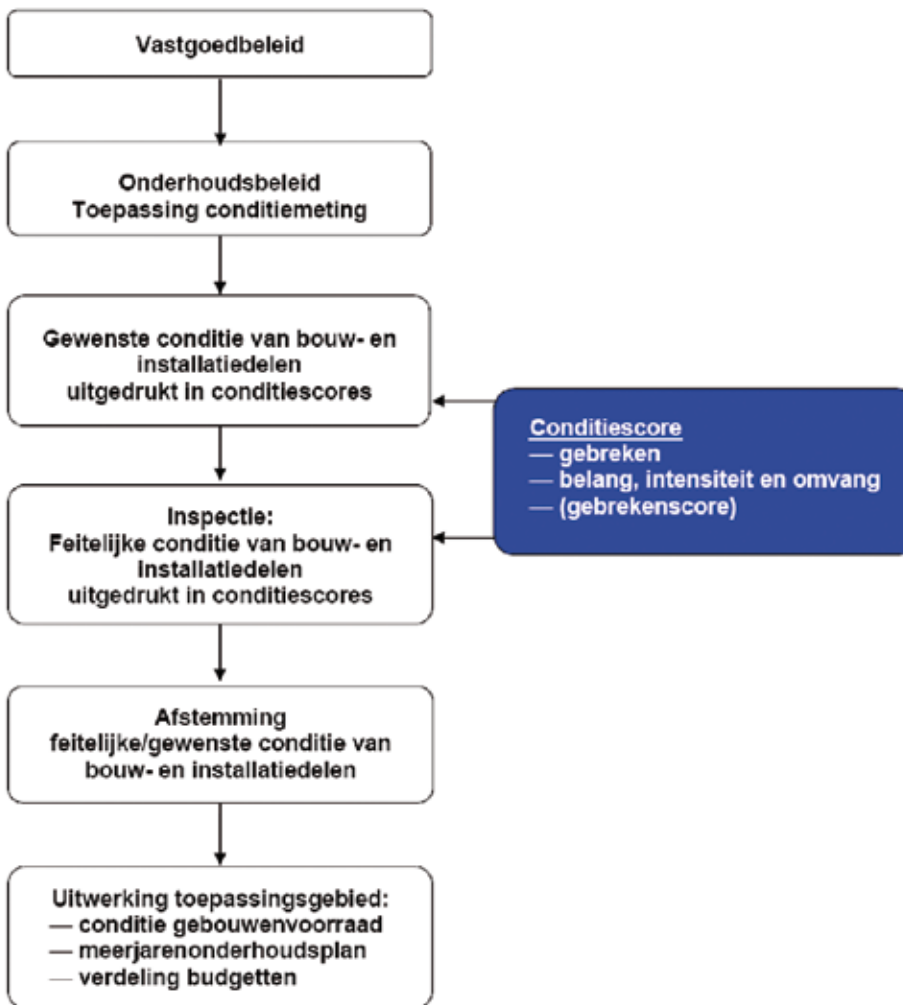 Vastgoedbeleid
Onderhoudsbeleid
Toepassing conditiemeting
Gewenste conditie van bouw- en
installatiedelen
uitgedrukt in conditiescores
Conditiescore
— gebreken
— belang, intensiteit en omvang
— (gebrekenscore)
Inspectie:
Feitelijke conditie van bouw- en
installatiedelen
uitgedrukt in conditiescores
Afstemming
feitelijke/gewenste conditie van
bouw- en installatiedelen
Uitwerking toepassingsgebied:
— conditie gebouwenvoorraad
— meerjarenonderhoudsplan
— verdeling budgetten